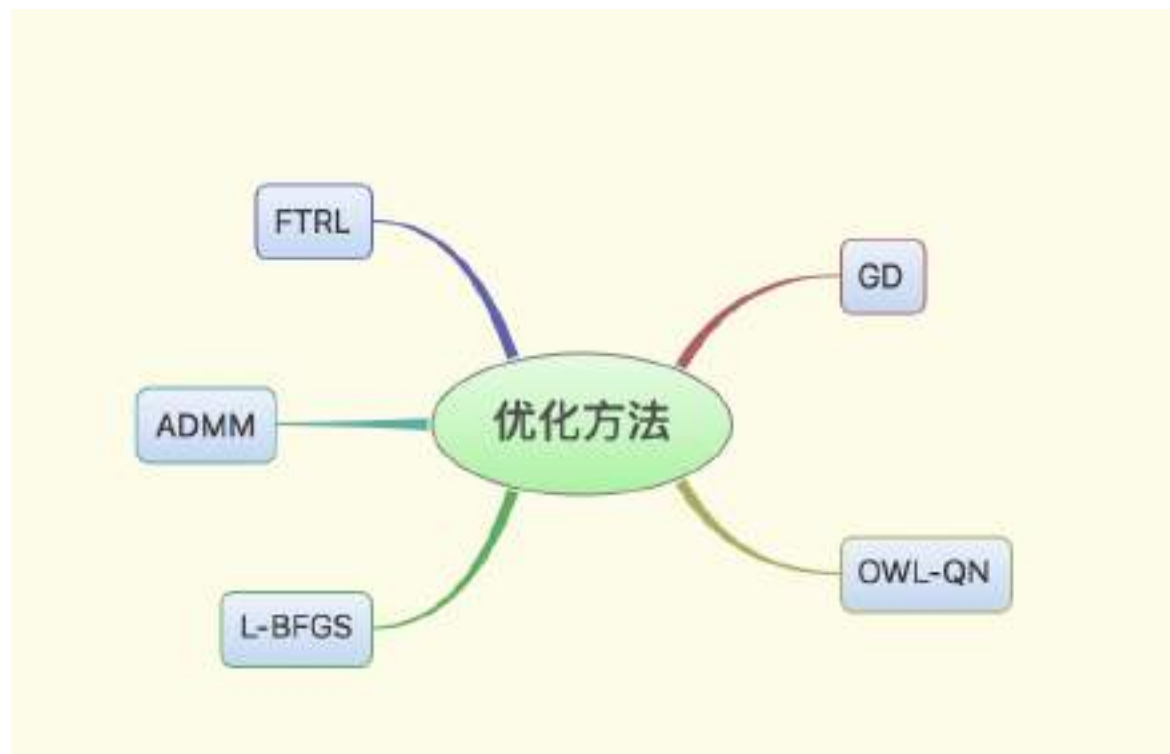 FTRL
GD
ADMM
优化方法
OWL-QN
L-BFGS